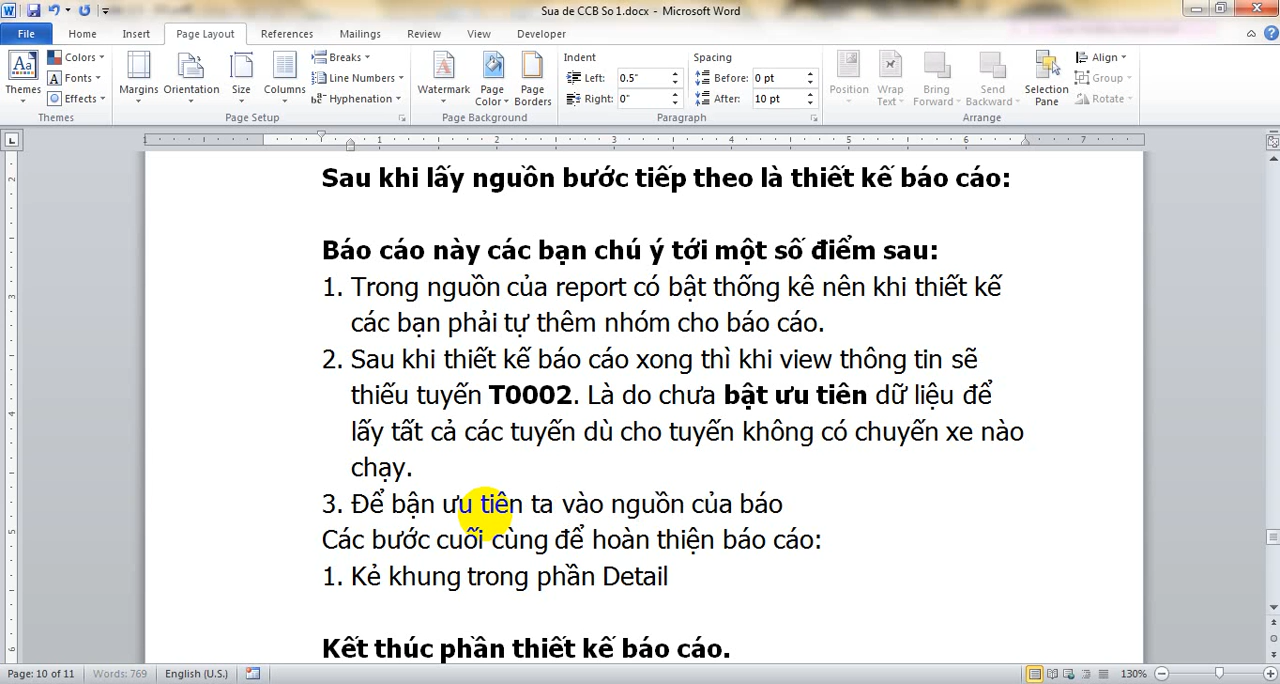 Sua de CCB So 1.docx - Microsoft Word
File Home Insert Page Layout References Mailings Review View Developer
Colors Breaks Indent Spacing Align
Aa Fonts Line Numbers Left: 0.5" Before: 0 pt Group
Themes Effects Margins Orientation Size Columns Hyphenation Watermark Page Color Page Borders Right: 0" After: 10 pt Position Wrap Text Bring Forward Send Backward Selection Pane Rotate
Themes Page Setup Page Background Paragraph Arrange
1 1 2 3 4 5 6 7
Sau khi lấy nguồn bước tiếp theo là thiết kế báo cáo:
Báo cáo này các bạn chú ý tới một số điểm sau:
1. Trong nguồn của report có bật thống kê nên khi thiết kế
các bạn phải tự thêm nhóm cho báo cáo.
2. Sau khi thiết kế báo cáo xong thì khi view thông tin sẽ
thiếu tuyến T0002. Là do chưa bật ưu tiên dữ liệu để
lấy tất cả các tuyến dù cho tuyến không có chuyến xe nào
chạy.
3. Để bận ưu tiên ta vào nguồn của báo
Các bước cuối cùng để hoàn thiện báo cáo:
1. Kẻ khung trong phần Detail
Kết thúc phần thiết kế báo cáo.
Page: 10 of 11 Words: 769 English (U.S.) 130%